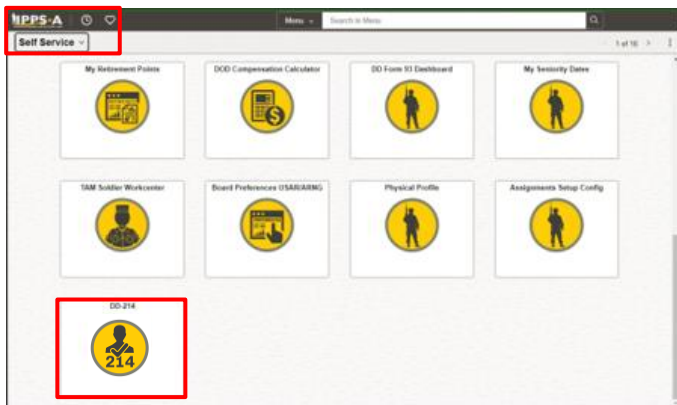 IPPS-A Menu Search in Menu
Self Service 1 of 16
My Retirement Points DOD Compensation Calculator DD Form 93 Dashboard My Seniority Dates
TAM Soldier Workcenter Board Preferences USAR/ARNG Physical Profile Assignments Setup Config
DD-214
214